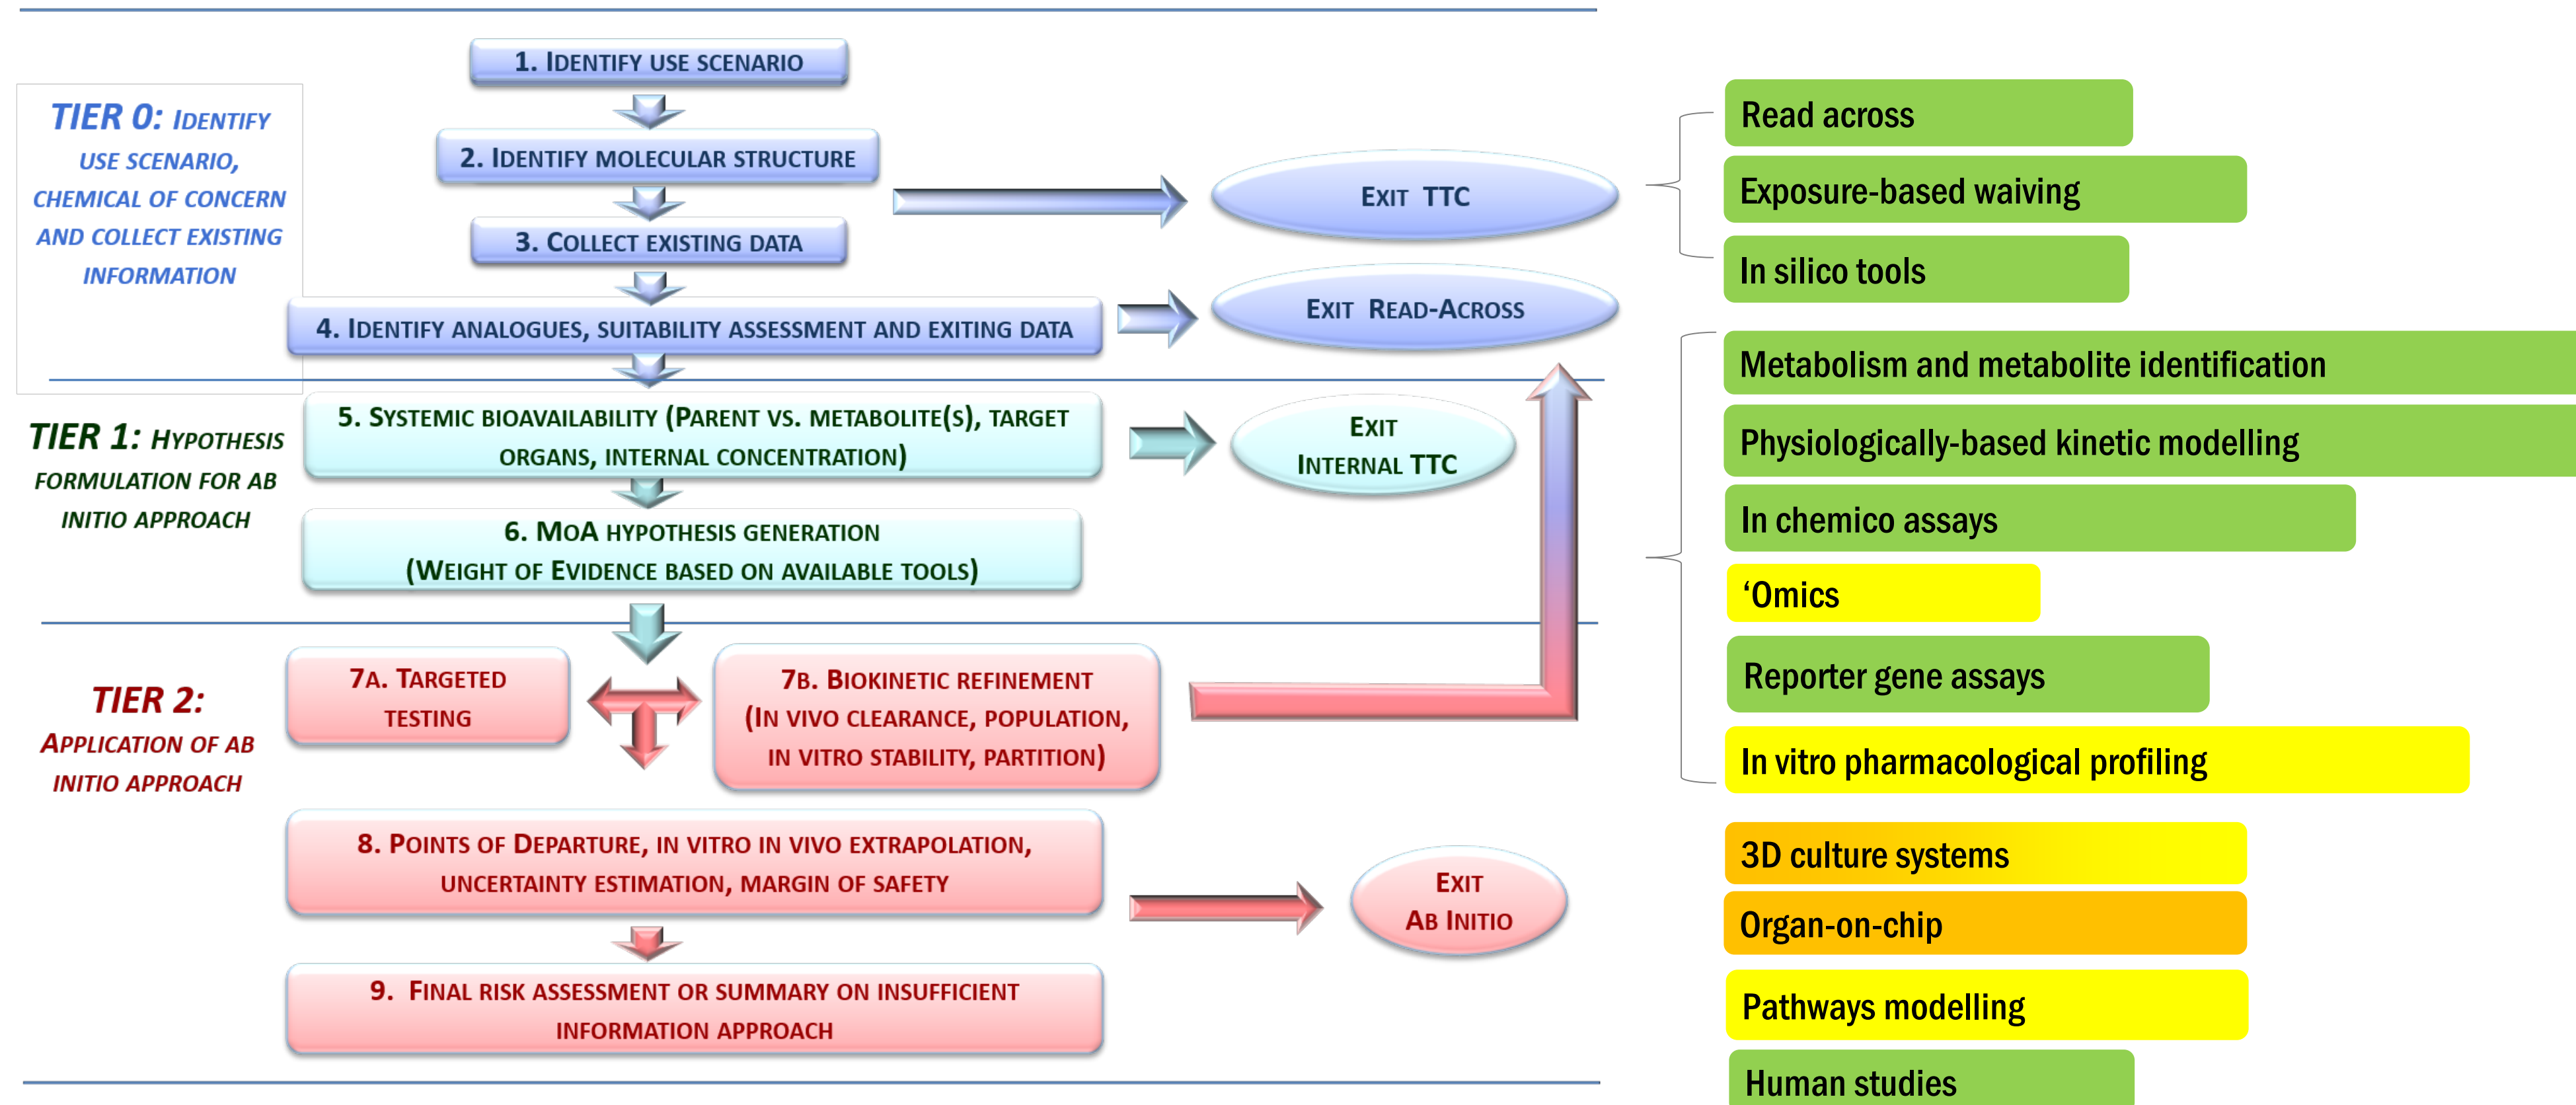 TIER 0: IDENTIFY
USE SCENARIO,
CHEMICAL OF CONCERN
AND COLLECT EXISTING
INFORMATION
1. IDENTIFY USE SCENARIO
2. IDENTIFY MOLECULAR STRUCTURE
3. COLLECT EXISTING DATA
4. IDENTIFY ANALOGUES, SUITABILITY ASSESSMENT AND EXITING DATA
EXIT TTC
EXIT READ-ACROSS
TIER 1: HYPOTHESIS
FORMULATION FOR AB
INITIO APPROACH
5. SYSTEMIC BIOAVAILABILITY (PARENT VS. METABOLITE(S), TARGET
ORGANS, INTERNAL CONCENTRATION)
EXIT
INTERNAL TTC
6. MOA HYPOTHESIS GENERATION
(WEIGHT OF EVIDENCE BASED ON AVAILABLE TOOLS)
TIER 2:
APPLICATION OF AB
INITIO APPROACH
7A. TARGETED
TESTING
7B. BIOKINETIC REFINEMENT
(IN VIVO CLEARANCE, POPULATION,
IN VITRO STABILITY, PARTITION)
8. POINTS OF DEPARTURE, IN VITRO IN VIVO EXTRAPOLATION,
UNCERTAINTY ESTIMATION, MARGIN OF SAFETY
EXIT
AB INITIO
9. FINAL RISK ASSESSMENT OR SUMMARY ON INSUFFICIENT
INFORMATION APPROACH
Read across
Exposure-based waiving
In silico tools
Metabolism and metabolite identification
Physiologically-based kinetic modelling
In chemico assays
‘Omics
Reporter gene assays
In vitro pharmacological profiling
3D culture systems
Organ-on-chip
Pathways modelling
Human studies